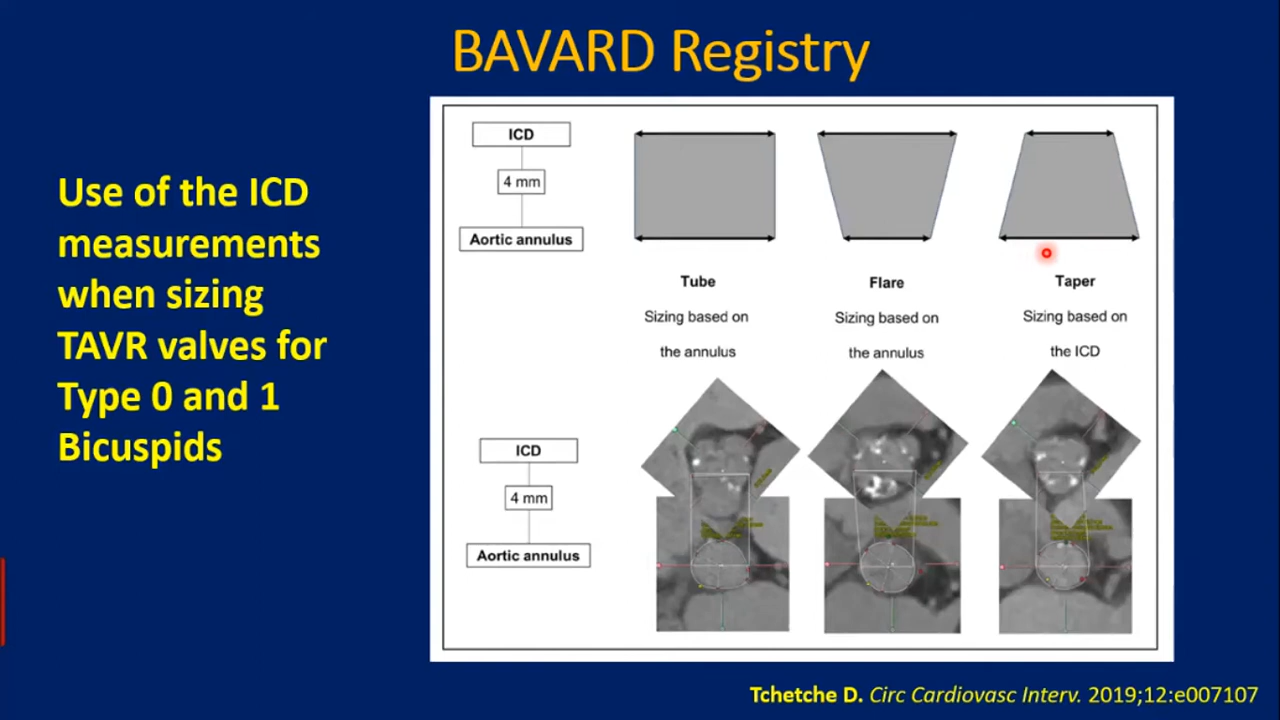 BAVARD Registry
Use of the ICD
measurements
when sizing
TAVR valves for
Type 0 and 1
Bicuspids
ICD
4 mm
Aortic annulus
Tube
Sizing based on
the annulus
Flare
Sizing based on
the annulus
Taper
Sizing based on
the ICD
ICD
4 mm
Aortic annulus
Tchetche D. Circ Cardiovasc Interv. 2019;12:e007107